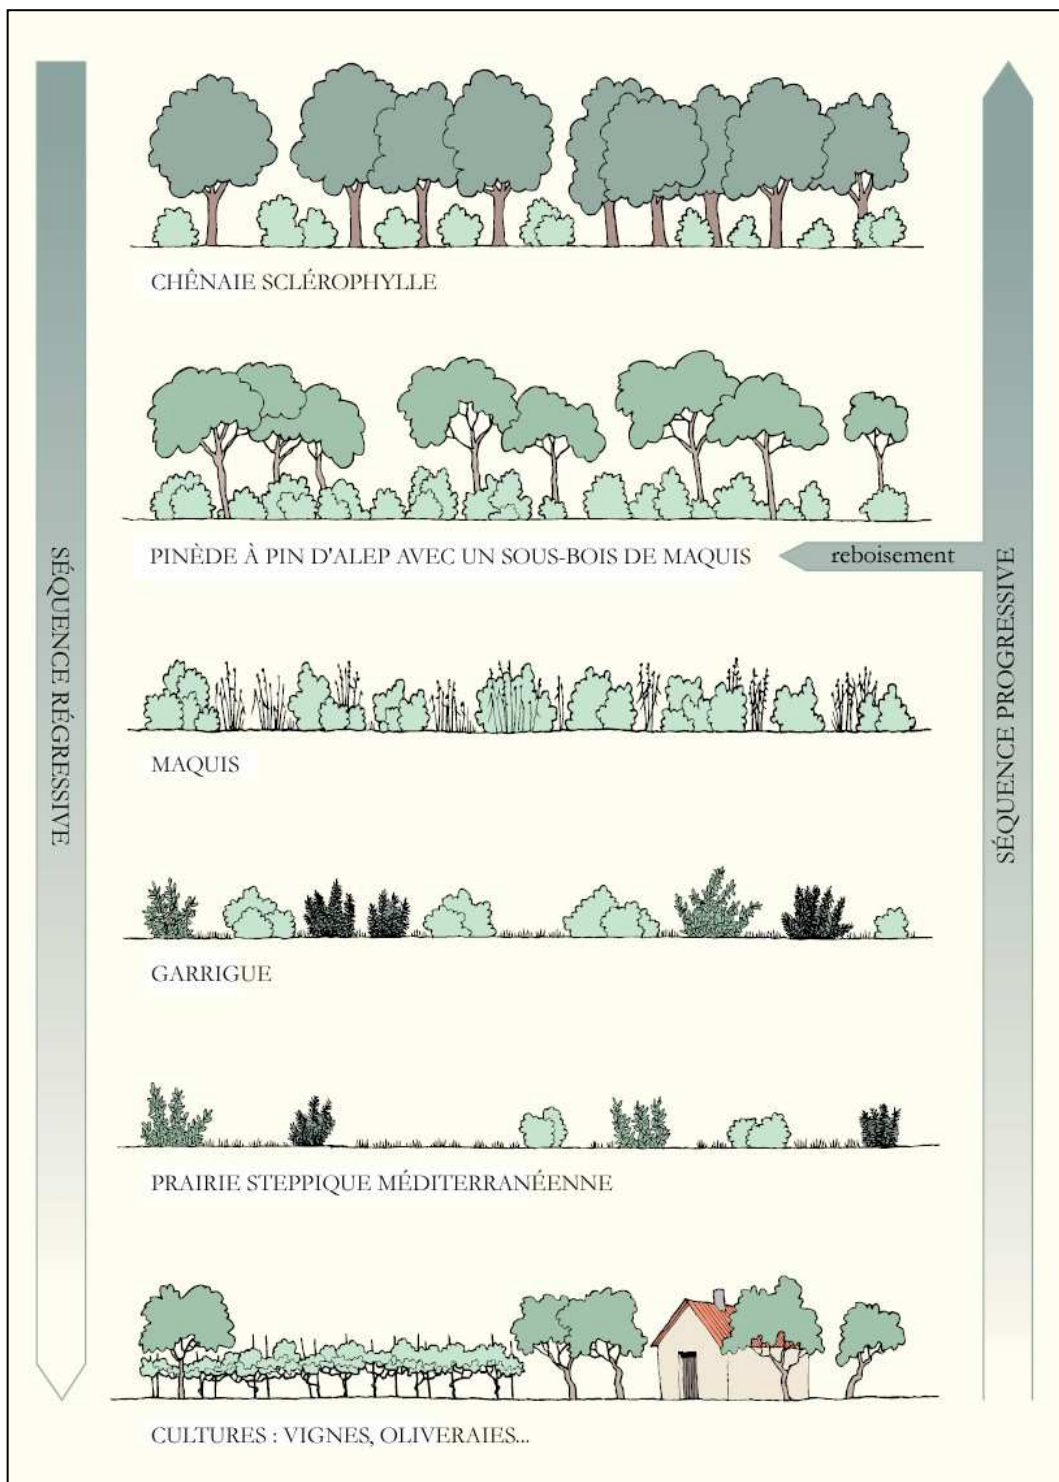 CHÊNAIE SCLÉROPHYLLE
PINÈDE À PIN D'ALEP AVEC UN SOUS-BOIS DE MAQUIS
reboisement
SÉQUENCE RÉGRESSIVE
SÉQUENCE PROGRESSIVE
MAQUIS
GARRIGUE
PRAIRIE STEPPIQUE MÉDITERRANÉENNE
CULTURES : VIGNES, OLIVERAIES...